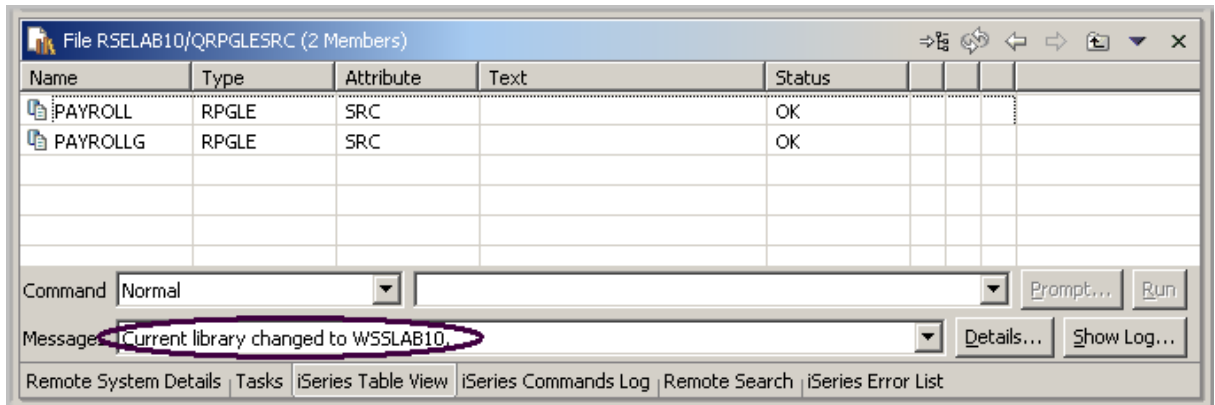 File RSELAB10/QRPGLESRC (2 Members)
Name Type Attribute Text Status
PAYROLL RPGLE SRC OK
PAYROLLG RPGLE SRC OK
Command Normal Prompt... Run
Messages Current library changed to WSSLAB10. Details... Show Log...
Remote System Details Tasks iSeries Table View iSeries Commands Log Remote Search iSeries Error List